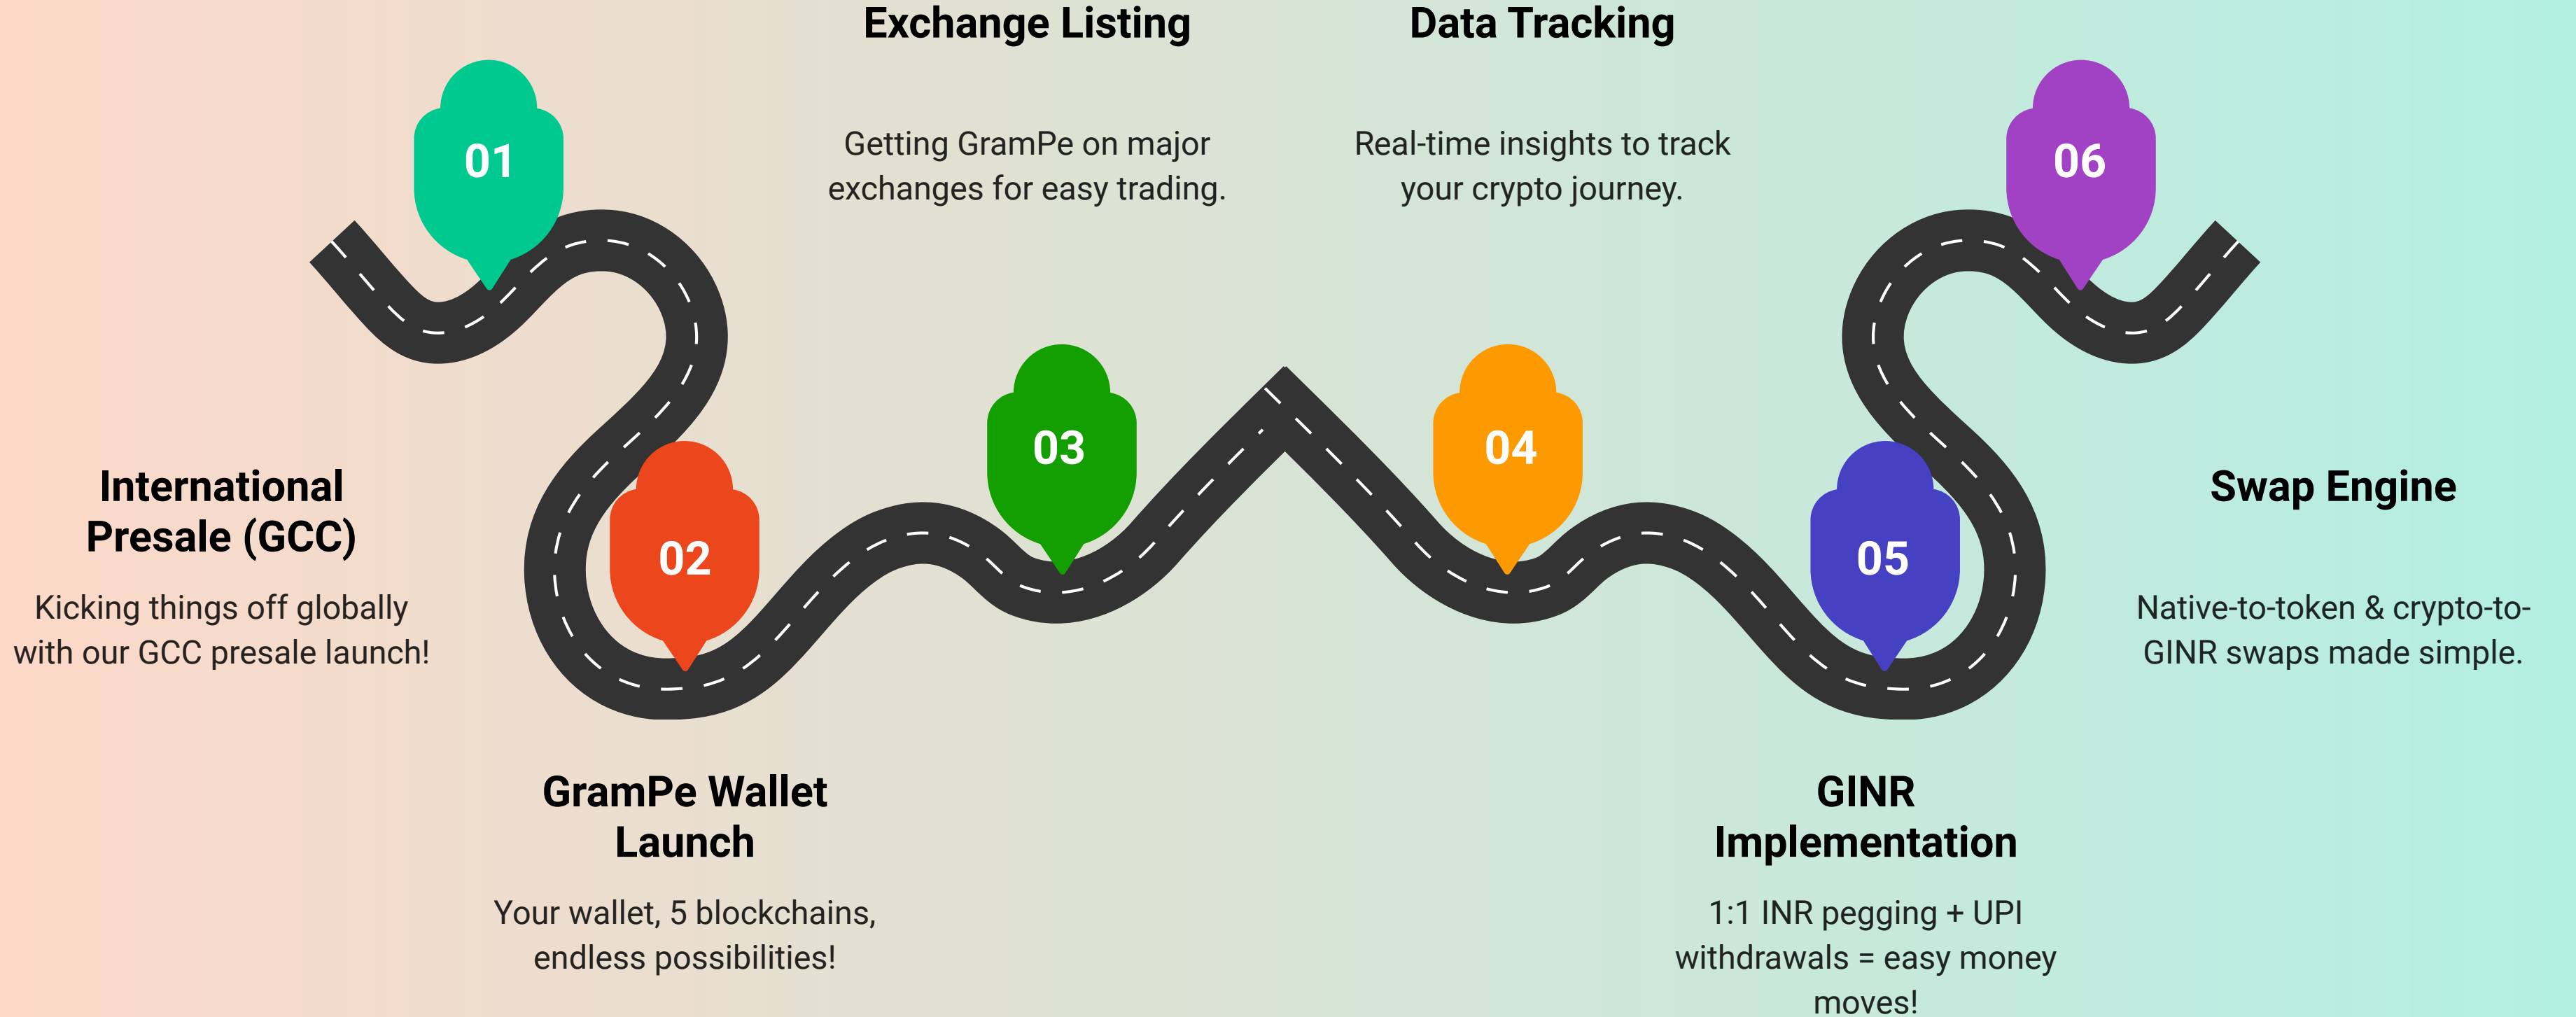 01
International
Presale (GCC)
Kicking things off globally
with our GCC presale launch!
02
GramPe Wallet
Launch
Your wallet, 5 blockchains,
endless possibilities!
Exchange Listing
Getting GramPe on major
exchanges for easy trading.
03
Data Tracking
Real-time insights to track
your crypto journey.
04
05
GINR
Implementation
1:1 INR pegging + UPI
withdrawals = easy money
moves!
06
Swap Engine
Native-to-token & crypto-to-
GINR swaps made simple.